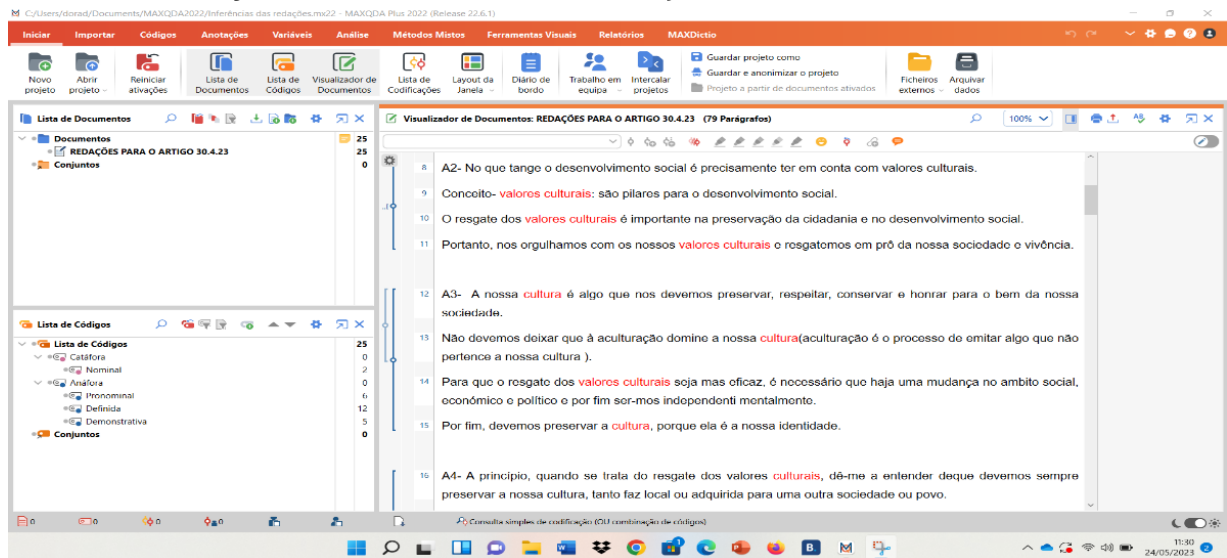 C:/Users/dorad/Documents/MAXQDA2022/Inferências das redações.mx22 - MAXQDA Plus 2022 (Release 22.6.1)
Iniciar Importar Códigos Anotações Variáveis Análise Métodos Mistos Ferramentas Visuais Relatórios MAXDictio
Novo projeto
Abrir projeto
Reiniciar ativações
Lista de Documentos
Lista de Códigos
Visualizador de Documentos
Lista de Codificações
Layout da Janela
Diário de bordo
Trabalho em equipa
Intercalar projetos
Guardar projeto como
Guardar e anonimizar o projeto
Projeto a partir de documentos ativados
Ficheiros externos
Arquivar dados
Lista de Documentos
Documentos 25
REDAÇÕES PARA O ARTIGO 30.4.23 25
Conjuntos 0
Lista de Códigos
Lista de Códigos 25
Catáfora 0
Nominal 2
Anáfora 0
Pronominal 6
Definida 12
Demonstrativa 5
Conjuntos 0
Visualizador de Documentos: REDAÇÕES PARA O ARTIGO 30.4.23 (79 Parágrafos)
100%
8 A2- No que tange o desenvolvimento social é precisamente ter em conta com valores culturais.
9 Conceito- valores culturais: são pilares para o desonvolvimento social.
10 O resgate dos valores culturais é importante na preservação da cidadania e no desenvolvimento social.
11 Portanto, nos orgulhamos com os nossos valores culturais e resgatemos em prô da nossa sociedade e vivência.
12 A3- A nossa cultura é algo que nos devemos preservar, respeitar, conservar e honrar para o bem da nossa
sociedade.
13 Não devemos deixar que à aculturação domine a nossa cultura(aculturação é o processo de emitar algo que não
pertence a nossa cultura ).
14 Para que o resgate dos valores culturais seja mas eficaz, é necessário que haja uma mudança no ambito social,
económico e político e por fim ser-mos independenti mentalmente.
15 Por fim, devemos preservar a cultura, porque ela é a nossa identidade.
16 A4- A princípio, quando se trata do resgate dos valores culturais, dê-me a entender deque devemos sempre
preservar a nossa cultura, tanto faz local ou adquirida para uma outra sociedade ou povo.
0 0 0 0
Consulta simples de codificação (OU combinação de códigos)
11:30
24/05/2023